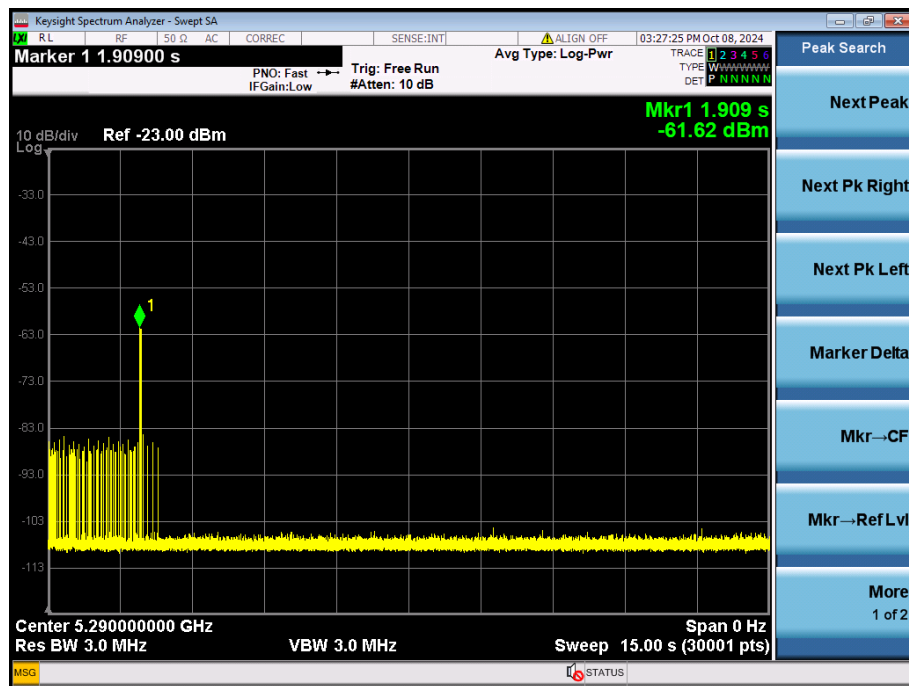 Keysight Spectrum Analyzer - Swept SA
LXI RL RF 50 Ω AC CORREC SENSE:INT ALIGN OFF 03:27:25 PM Oct 08, 2024
Marker 1 1.90900 s
PNO: Fast
IFGain:Low
Trig: Free Run
#Atten: 10 dB
Avg Type: Log-Pwr
TRACE 1 2 3 4 5 6
TYPE WWWWWWW
DET P N N N N N
Mkr1 1.909 s
-61.62 dBm
10 dB/div Ref -23.00 dBm
Log
-33.0
-43.0
-53.0
1
-63.0
-73.0
-83.0
-93.0
-103
-113
Center 5.290000000 GHz Span 0 Hz
Res BW 3.0 MHz VBW 3.0 MHz Sweep 15.00 s (30001 pts)
MSG STATUS
Peak Search
Next Peak
Next Pk Right
Next Pk Left
Marker Delta
Mkr→CF
Mkr→Ref Lvl
More
1 of 2